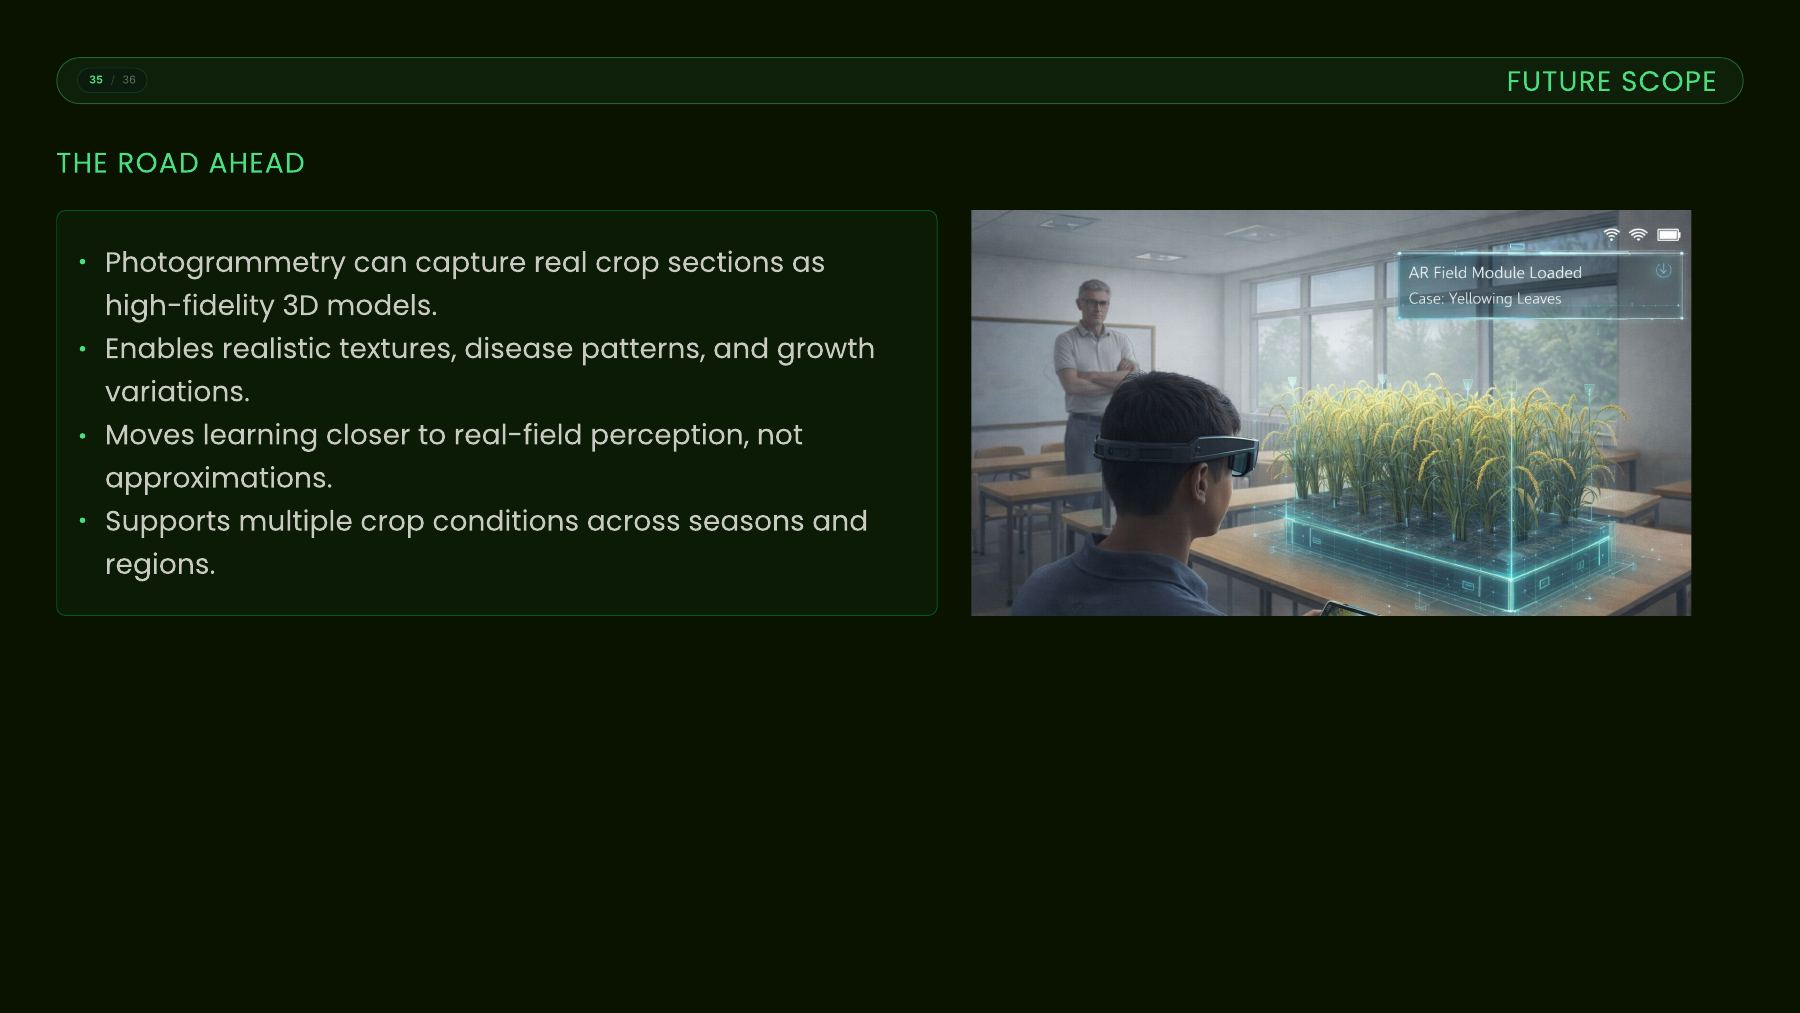 35 / 36
FUTURE SCOPE
THE ROAD AHEAD
• Photogrammetry can capture real crop sections as
high-fidelity 3D models.
• Enables realistic textures, disease patterns, and growth
variations.
• Moves learning closer to real-field perception, not
approximations.
• Supports multiple crop conditions across seasons and
regions.
AR Field Module Loaded
Case: Yellowing Leaves